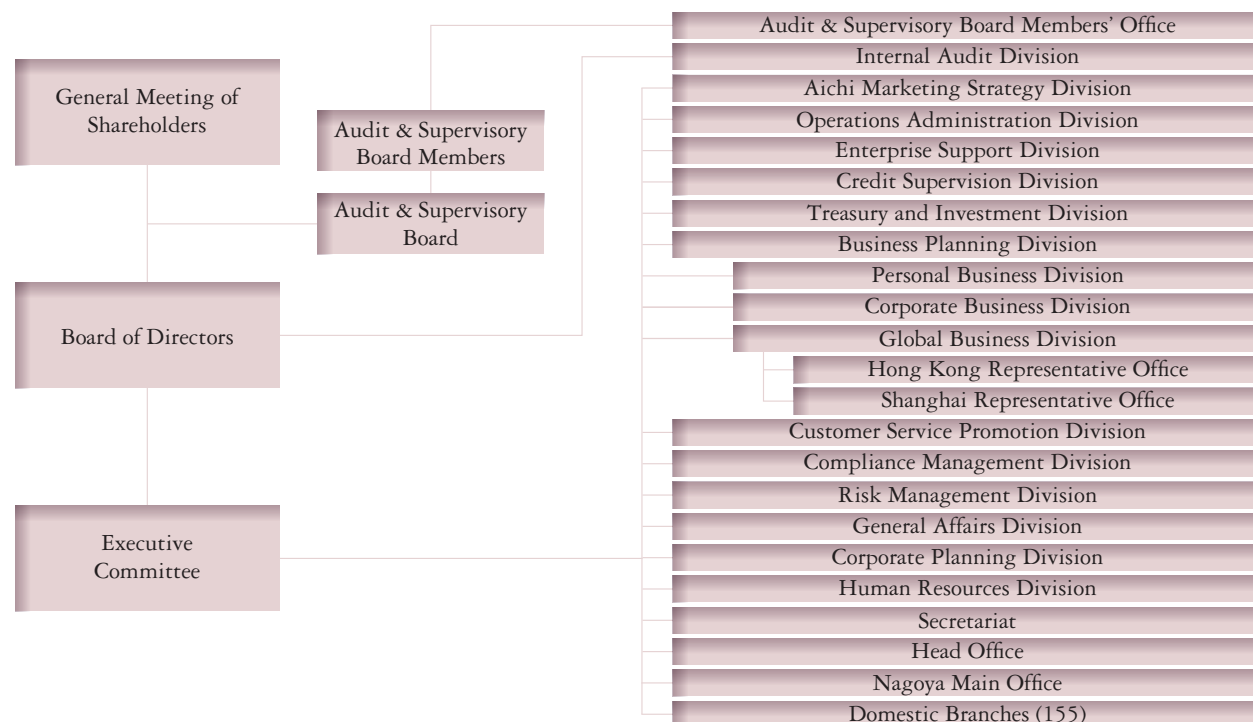 General Meeting of
Shareholders
Audit & Supervisory
Board Members
Audit & Supervisory
Board
Board of Directors
Executive
Committee
Audit & Supervisory Board Members’ Office
Internal Audit Division
Aichi Marketing Strategy Division
Operations Administration Division
Enterprise Support Division
Credit Supervision Division
Treasury and Investment Division
Business Planning Division
Personal Business Division
Corporate Business Division
Global Business Division
Hong Kong Representative Office
Shanghai Representative Office
Customer Service Promotion Division
Compliance Management Division
Risk Management Division
General Affairs Division
Corporate Planning Division
Human Resources Division
Secretariat
Head Office
Nagoya Main Office
Domestic Branches (155)